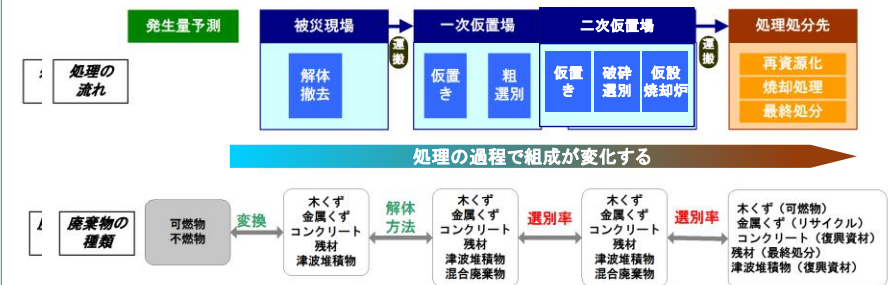 発生量予測
被災現場
一次仮置場
二次仮置場
処理処分先
運搬
運搬
処理の
流れ
解体
撤去
仮置
き
粗
選別
仮置
き
破砕
選別
仮設
焼却炉
再資源化
焼却処理
最終処分
処理の過程で組成が変化する
廃棄物の
種類
可燃物
不燃物
変換
木くず
金属くず
コンクリート
残材
津波堆積物
解体
方法
木くず
金属くず
コンクリート
残材
津波堆積物
混合廃棄物
選別率
木くず
金属くず
コンクリート
残材
津波堆積物
混合廃棄物
選別率
木くず（可燃物）
金属くず（リサイクル）
コンクリート（復興資材）
残材（最終処分）
津波堆積物（復興資材）